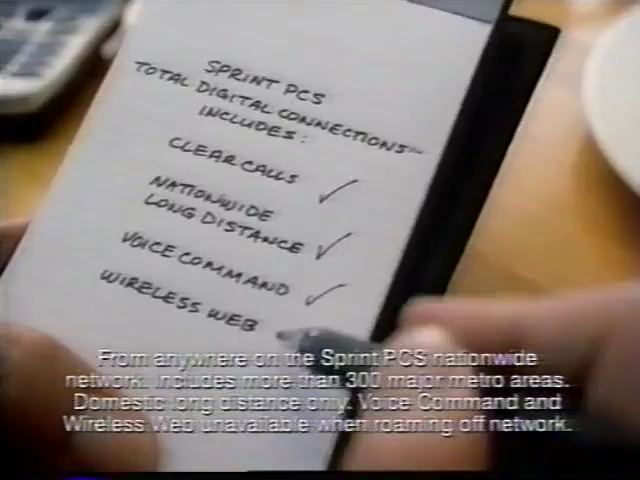 SPRINT PCS
TOTAL DIGITAL CONNECTIONS℠
INCLUDES:
CLEAR CALLS ✓
NATIONWIDE
LONG DISTANCE ✓
VOICE COMMAND ✓
WIRELESS WEB
From anywhere on the Sprint PCS nationwide
network. Includes more than 300 major metro areas.
Domestic long distance only. Voice Command and
Wireless Web unavailable when roaming off network.